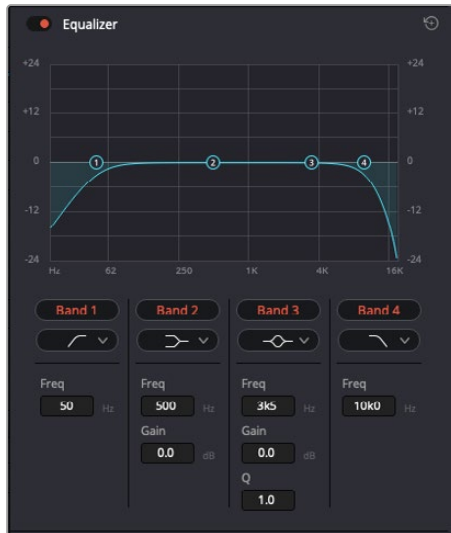 Equalizer
+24 +24
+12 +12
0 1 2 3 4 0
-12 -12
-24 -24
Hz 62 250 1K 4K 16K
Band 1 Band 2 Band 3 Band 4
Freq Freq Freq Freq
50 Hz 500 Hz 3k5 Hz 10k0 Hz
Gain Gain
0.0 dB 0.0 dB
Q
1.0